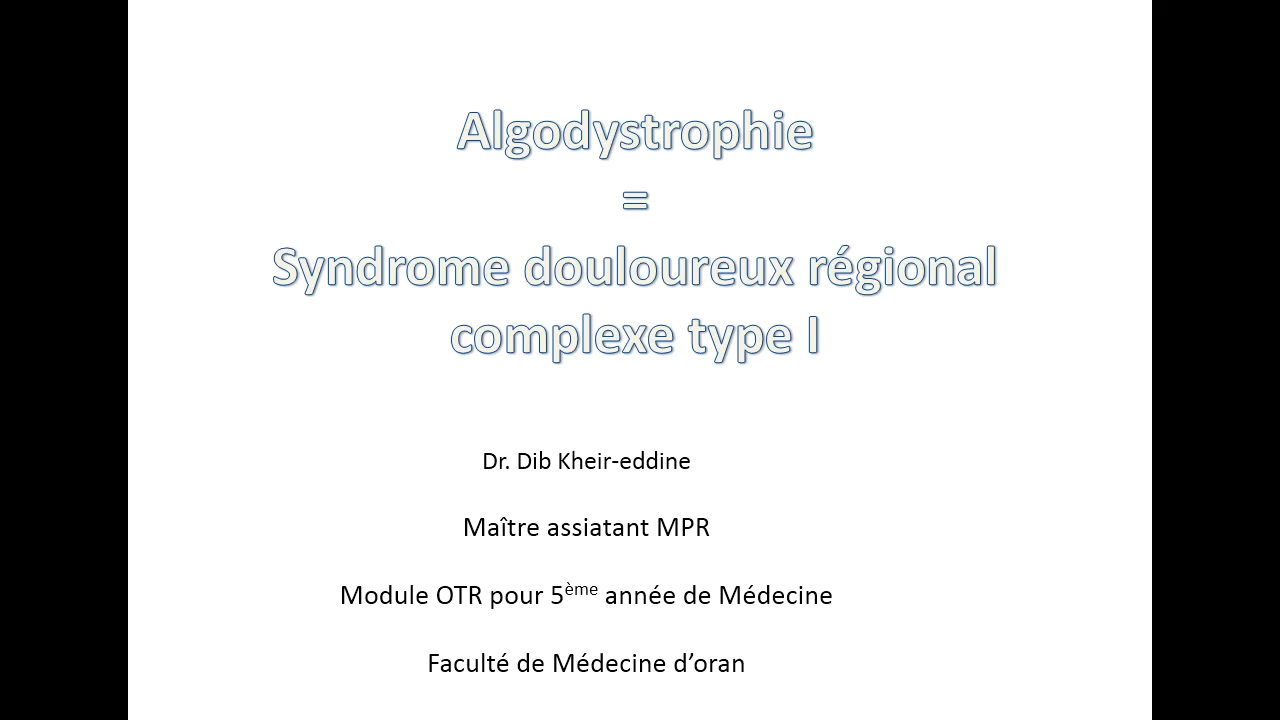 Algodystrophie
=
Syndrome douloureux régional
complexe type I
Dr. Dib Kheir-eddine
Maître assiatant MPR
Module OTR pour 5ème année de Médecine
Faculté de Médecine d’oran